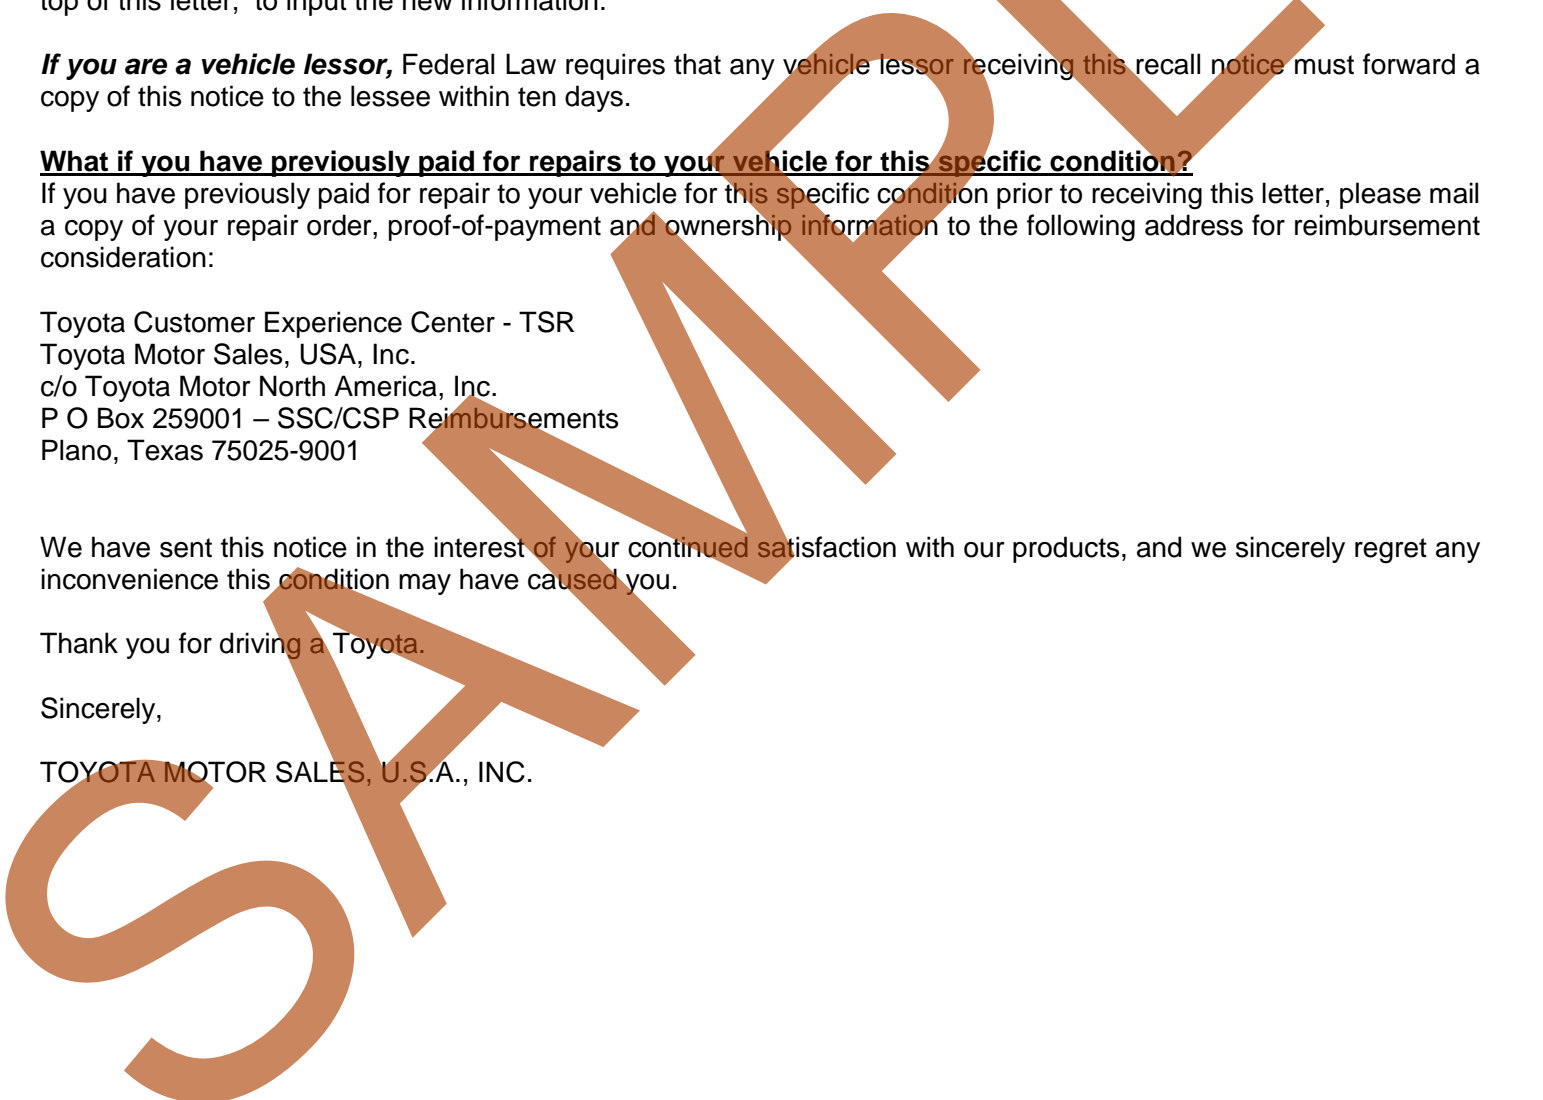 top of this letter, to input the new information.
If you are a vehicle lessor, Federal Law requires that any vehicle lessor receiving this recall notice must forward a
copy of this notice to the lessee within ten days.
What if you have previously paid for repairs to your vehicle for this specific condition?
If you have previously paid for repair to your vehicle for this specific condition prior to receiving this letter, please mail
a copy of your repair order, proof-of-payment and ownership information to the following address for reimbursement
consideration:
Toyota Customer Experience Center - TSR
Toyota Motor Sales, USA, Inc.
c/o Toyota Motor North America, Inc.
P O Box 259001 – SSC/CSP Reimbursements
Plano, Texas 75025-9001
We have sent this notice in the interest of your continued satisfaction with our products, and we sincerely regret any
inconvenience this condition may have caused you.
Thank you for driving a Toyota.
Sincerely,
TOYOTA MOTOR SALES, U.S.A., INC.
SAMPL